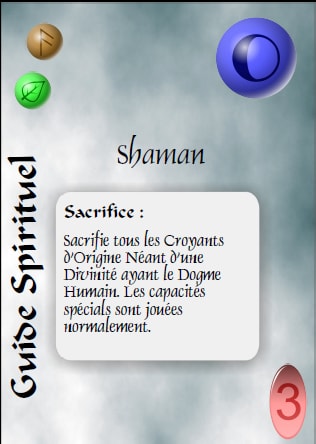 Shaman
Guide Spirituel
Sacrifice :
Sacrifie tous les Croyants
d'Origine Néant d'une
Divinité ayant le Dogme
Humain. Les capacités
spécials sont jouées
normalement.
3